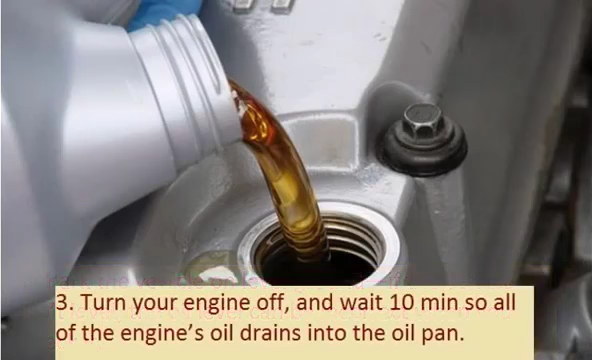 3. Turn your engine off, and wait 10 min so all
of the engine's oil drains into the oil pan.